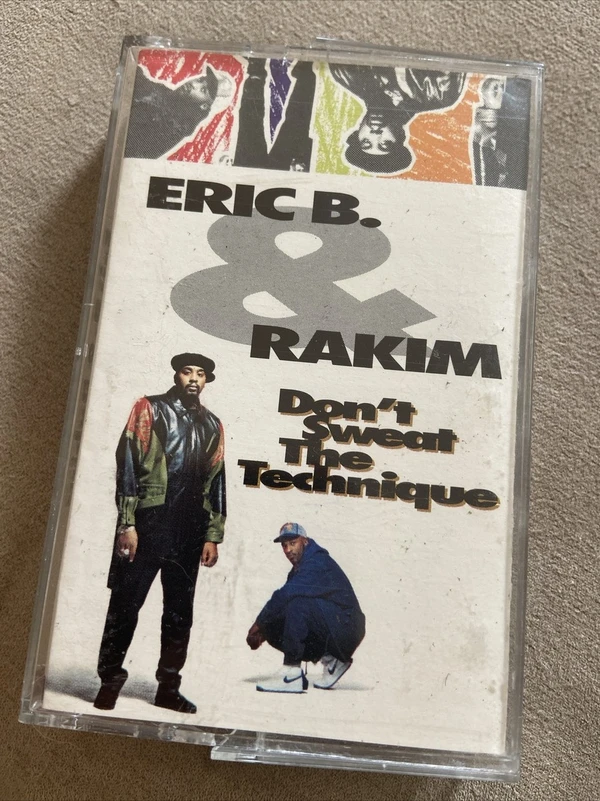 ERIC B.
&
RAKIM
Don't
Sweat
The
Technique